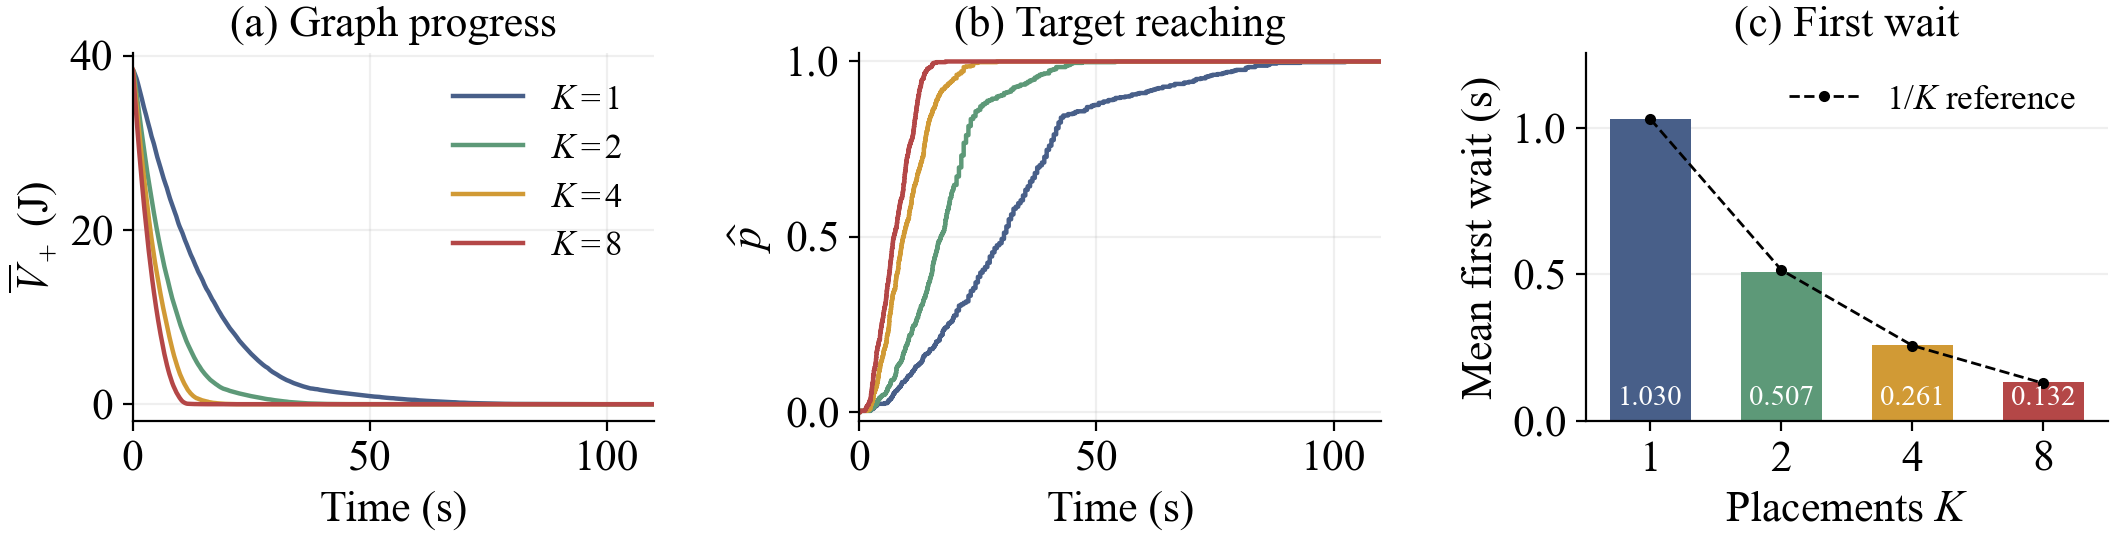 (a) Graph progress
40
20
0
V̅₊ (J)
K = 1
K = 2
K = 4
K = 8
0 50 100
Time (s)
(b) Target reaching
1.0
0.5
0.0
p̂
0 50 100
Time (s)
(c) First wait
1.0
0.5
0.0
Mean first wait (s)
1/K reference
1.030 0.507 0.261 0.132
1 2 4 8
Placements K